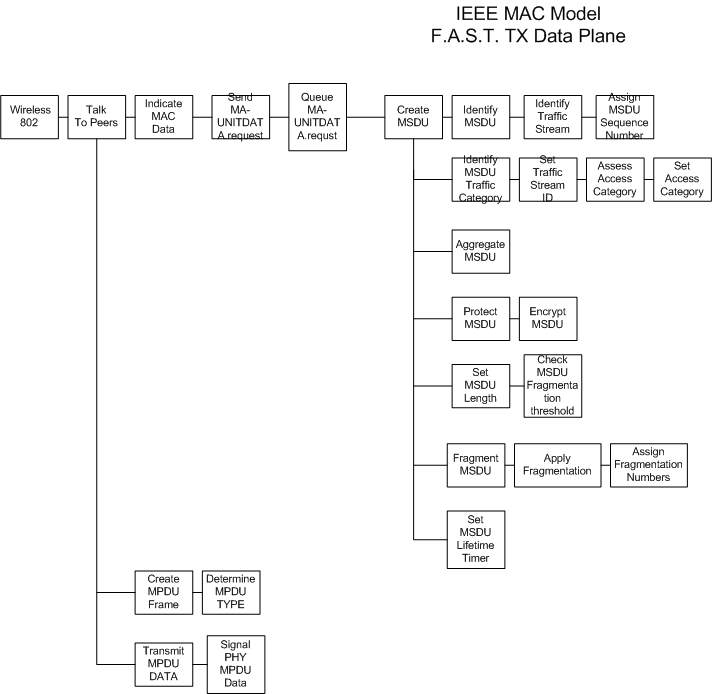 IEEE MAC Model
F.A.S.T. TX Data Plane
Wireless
802
Talk
To Peers
Indicate
MAC
Data
Send
MA-
UNITDAT
A.request
Queue
MA-
UNITDAT
A.requst
Create
MSDU
Identify
MSDU
Identify
Traffic
Stream
Assign
MSDU
Sequence
Number
Identify
MSDU
Traffic
Category
Set
Traffic
Stream
ID
Assess
Access
Category
Set
Access
Category
Aggregate
MSDU
Protect
MSDU
Encrypt
MSDU
Set
MSDU
Length
Check
MSDU
Fragmenta
tion
threshold
Fragment
MSDU
Apply
Fragmentation
Assign
Fragmentation
Numbers
Set
MSDU
Lifetime
Timer
Create
MPDU
Frame
Determine
MPDU
TYPE
Transmit
MPDU
DATA
Signal
PHY
MPDU
Data